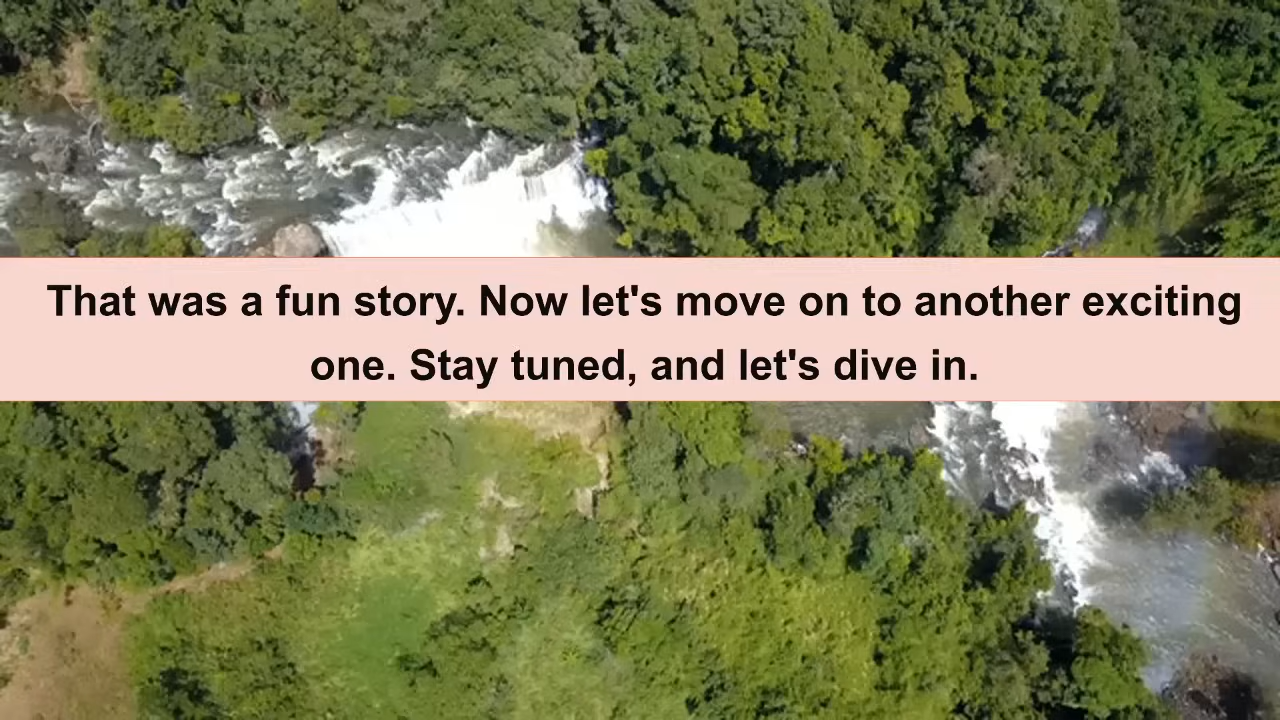 That was a fun story. Now let's move on to another exciting
one. Stay tuned, and let's dive in.